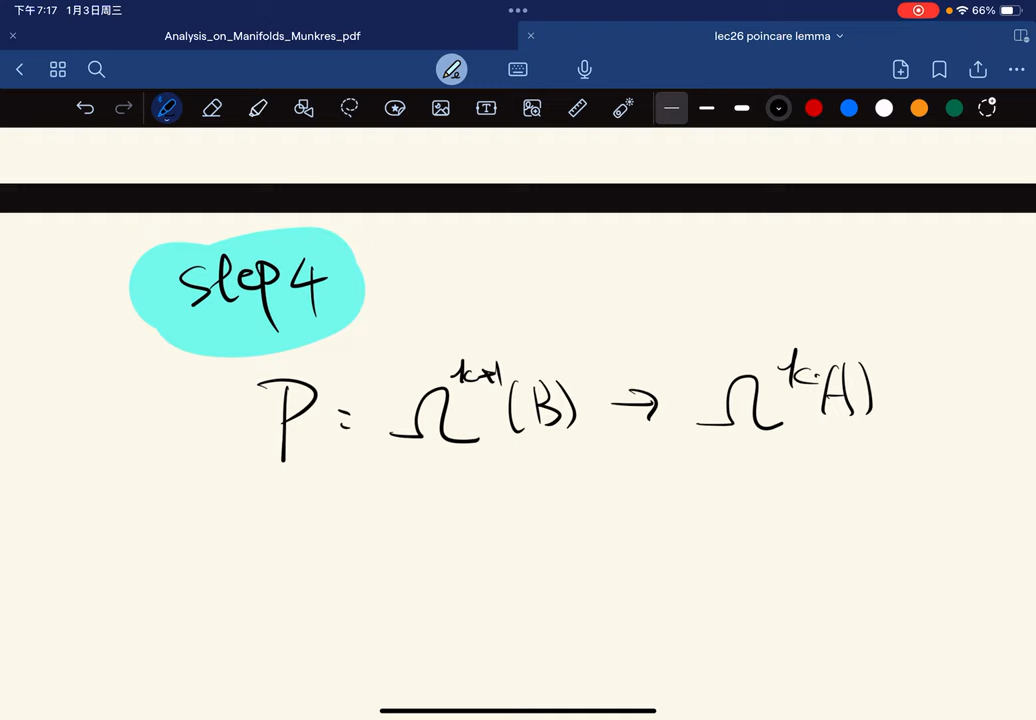 下午7:17 1月3日周三
66%
Analysis_on_Manifolds_Munkres_pdf
lec26 poincare lemma
step 4
P : Ω^{k+1}(B) → Ω^{k}(A)